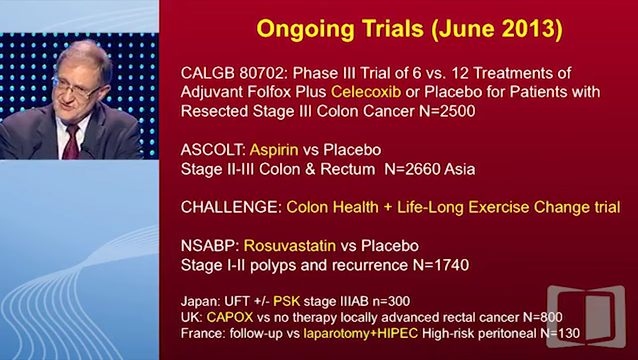 Ongoing Trials (June 2013)
CALGB 80702: Phase III Trial of 6 vs. 12 Treatments of
Adjuvant Folfox Plus Celecoxib or Placebo for Patients with
Resected Stage III Colon Cancer N=2500
ASCOLT: Aspirin vs Placebo
Stage II-III Colon & Rectum N=2660 Asia
CHALLENGE: Colon Health + Life-Long Exercise Change trial
NSABP: Rosuvastatin vs Placebo
Stage I-II polyps and recurrence N=1740
Japan: UFT +/- PSK stage IIIAB n=300
UK: CAPOX vs no therapy locally advanced rectal cancer N=800
France: follow-up vs laparotomy+HIPEC High-risk peritoneal N=130